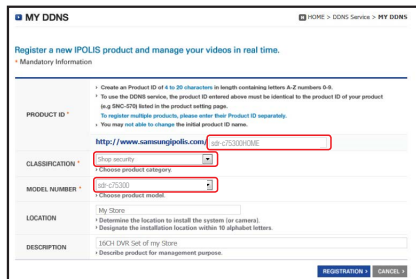 MY DDNS
HOME > DDNS Service > MY DDNS
Register a new IPOLIS product and manage your videos in real time.
* Mandatory Information
PRODUCT ID *
› Create an Product ID of 4 to 20 characters in length containing letters A-Z numbers 0-9.
› To use the DDNS service, the product ID entered above must be identical to the product ID of your product
(e.g SNC-570) listed in the product setting page.
To register multiple products, please enter their Product ID separately.
› You may not able to change the initial product ID name.
http://www.samsungipolis.com/ sdr-c75300HOME
CLASSIFICATION *
Shop security
› Choose product category.
MODEL NUMBER *
sdr-c75300
› Choose product model.
LOCATION
My Store
› Determine the location to install the system (or camera).
› Designate the installation location within 10 alphabet letters.
DESCRIPTION
16CH DVR Set of my Store
› Describe product for management purpose.
REGISTRATION > CANCEL >